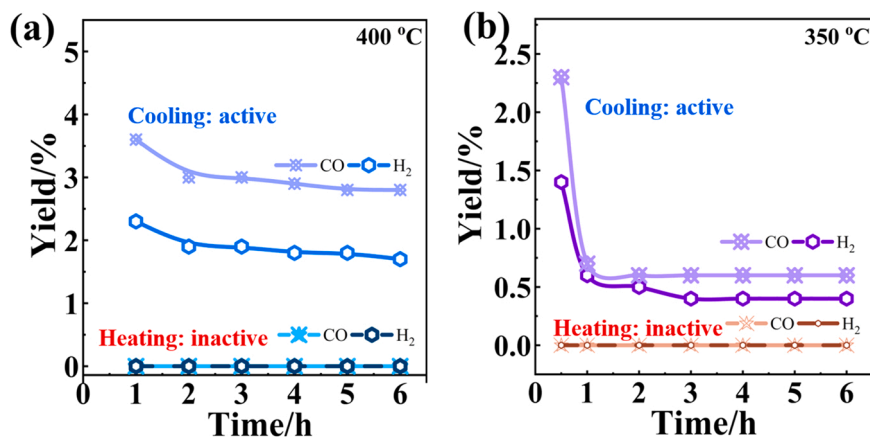 (a)
400 °C
5
4
3
2
1
0
Yield/%
Cooling: active
CO H2
Heating: inactive
CO H2
1 2 3 4 5 6
Time/h
(b)
350 °C
2.5
2.0
1.5
1.0
0.5
0.0
Yield/%
Cooling: active
CO H2
Heating: inactive
CO H2
0 1 2 3 4 5 6
Time/h